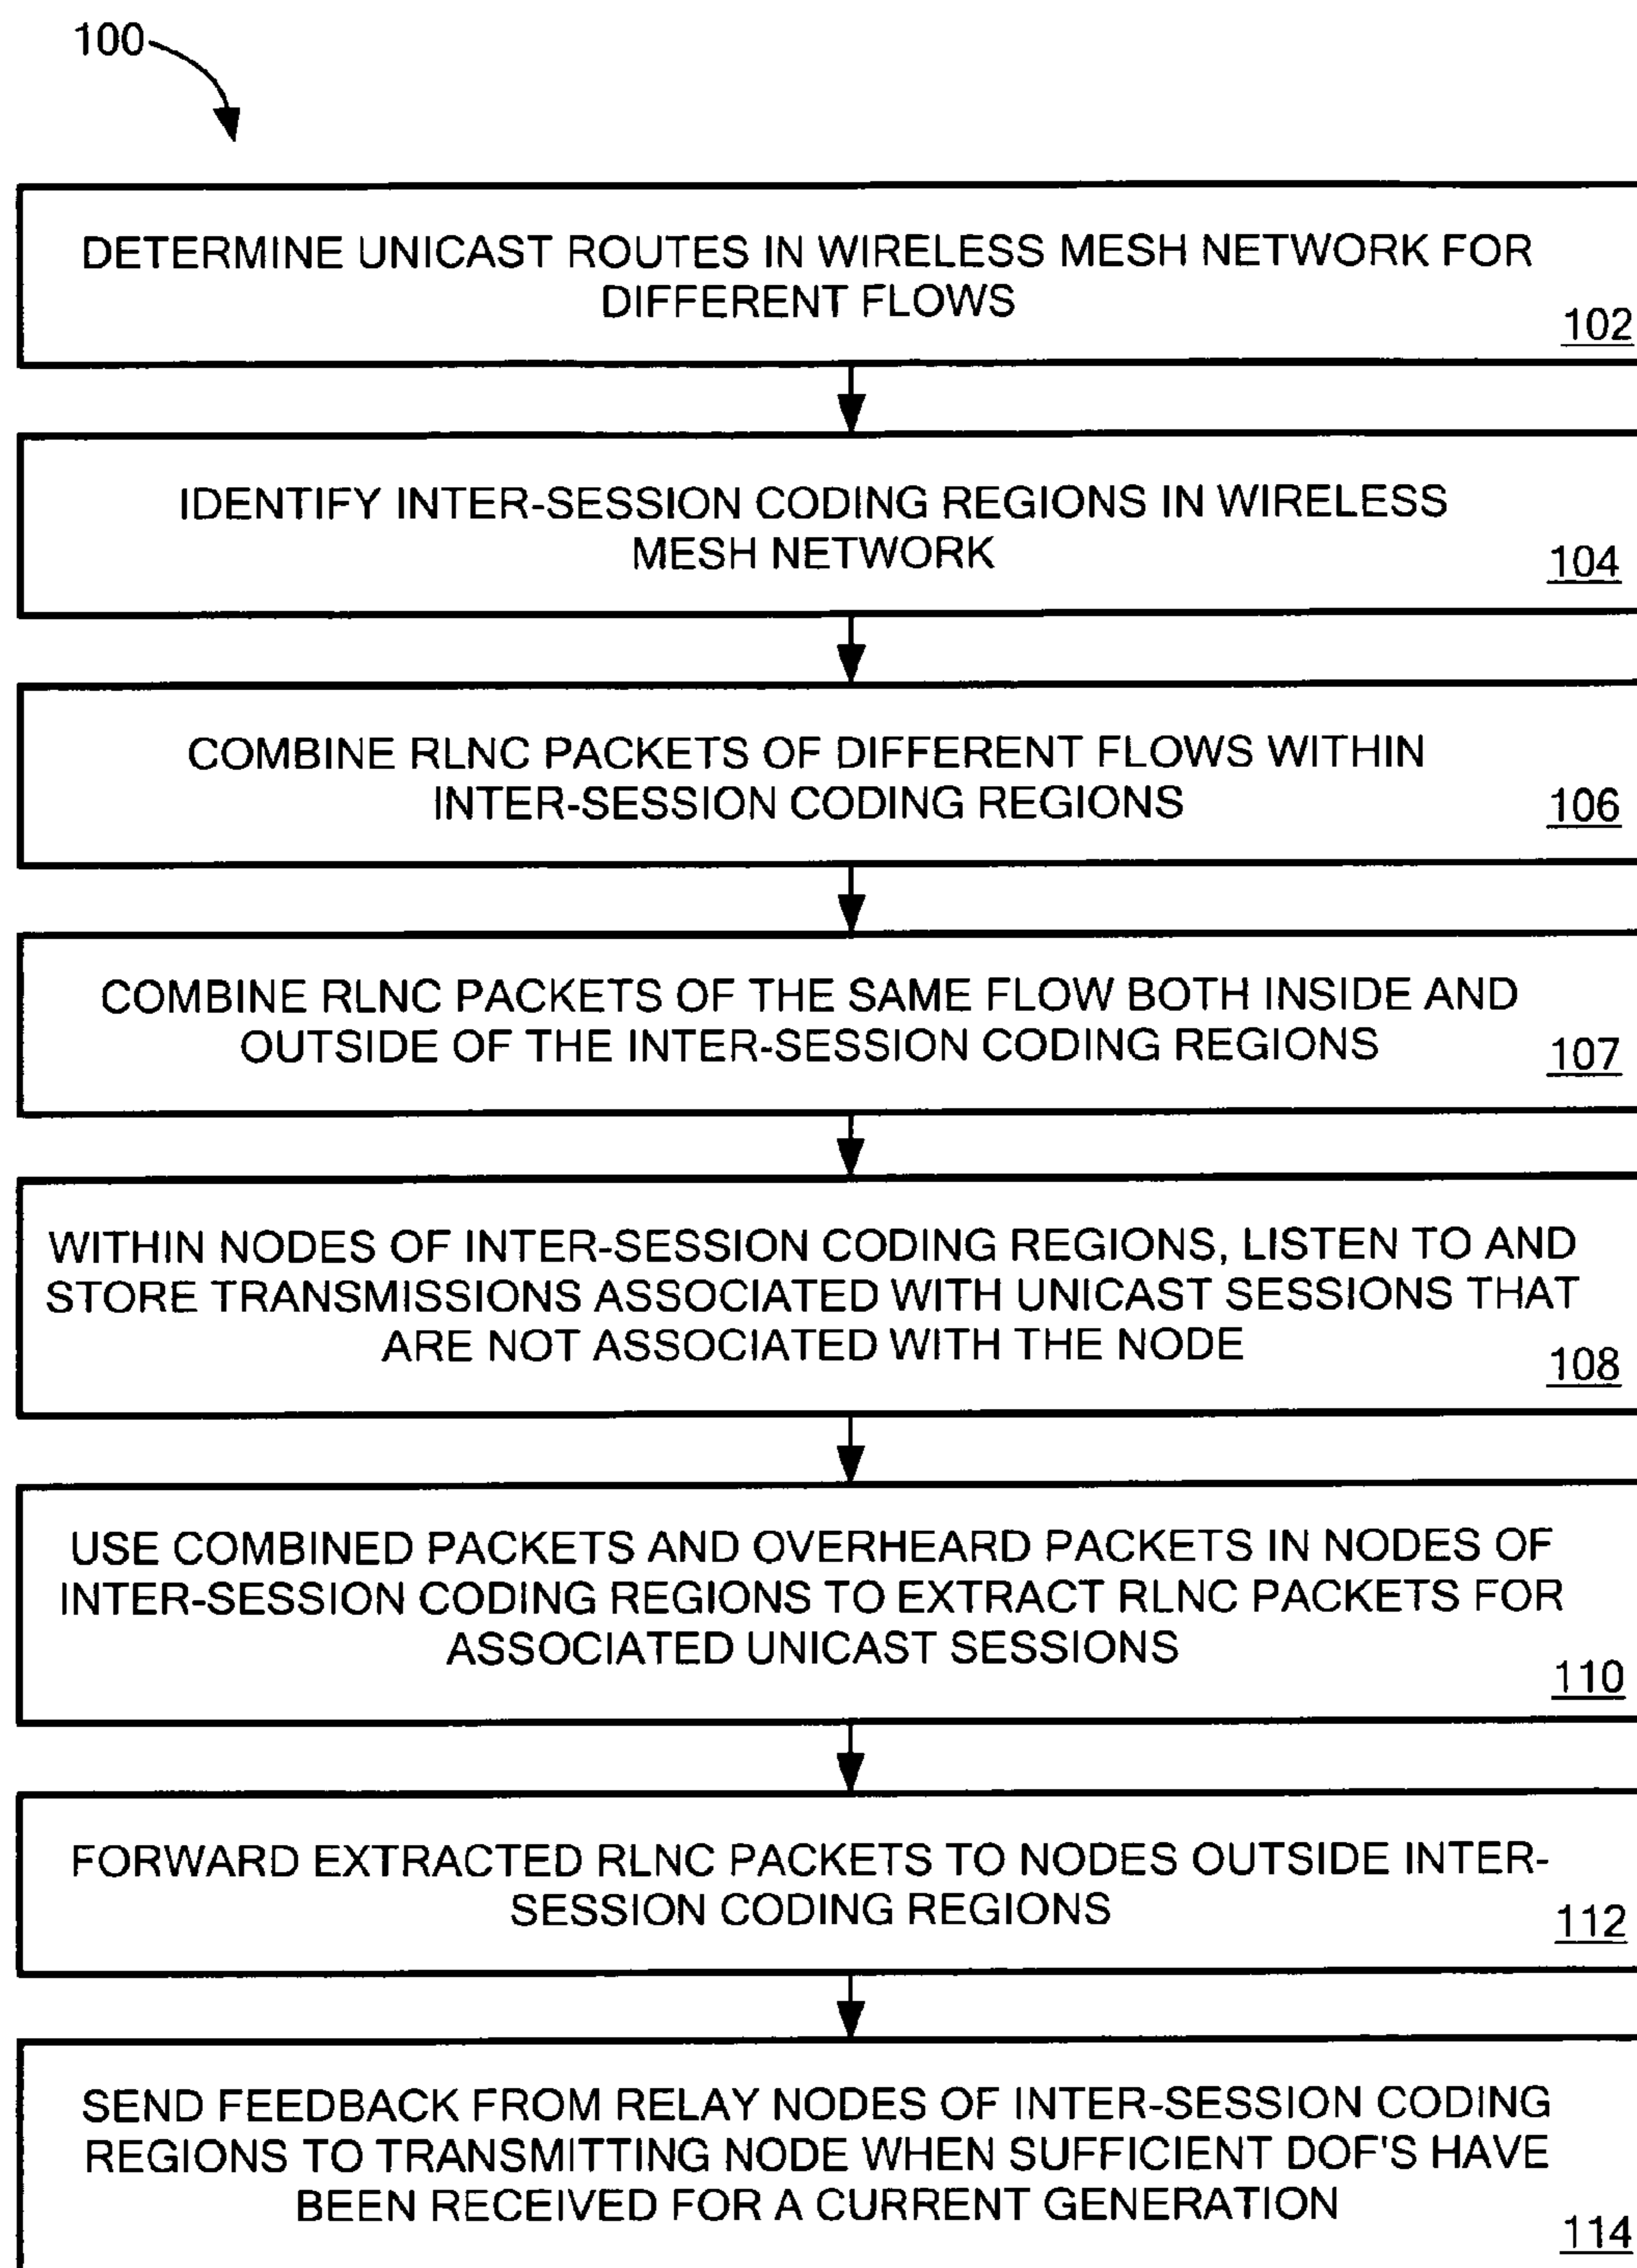 100
DETERMINE UNICAST ROUTES IN WIRELESS MESH NETWORK FOR
DIFFERENT FLOWS
102
IDENTIFY INTER-SESSION CODING REGIONS IN WIRELESS
MESH NETWORK
104
COMBINE RLNC PACKETS OF DIFFERENT FLOWS WITHIN
INTER-SESSION CODING REGIONS
106
COMBINE RLNC PACKETS OF THE SAME FLOW BOTH INSIDE AND
OUTSIDE OF THE INTER-SESSION CODING REGIONS
107
WITHIN NODES OF INTER-SESSION CODING REGIONS, LISTEN TO AND
STORE TRANSMISSIONS ASSOCIATED WITH UNICAST SESSIONS THAT
ARE NOT ASSOCIATED WITH THE NODE
108
USE COMBINED PACKETS AND OVERHEARD PACKETS IN NODES OF
INTER-SESSION CODING REGIONS TO EXTRACT RLNC PACKETS FOR
ASSOCIATED UNICAST SESSIONS
110
FORWARD EXTRACTED RLNC PACKETS TO NODES OUTSIDE INTER-
SESSION CODING REGIONS
112
SEND FEEDBACK FROM RELAY NODES OF INTER-SESSION CODING
REGIONS TO TRANSMITTING NODE WHEN SUFFICIENT DOF'S HAVE
BEEN RECEIVED FOR A CURRENT GENERATION
114